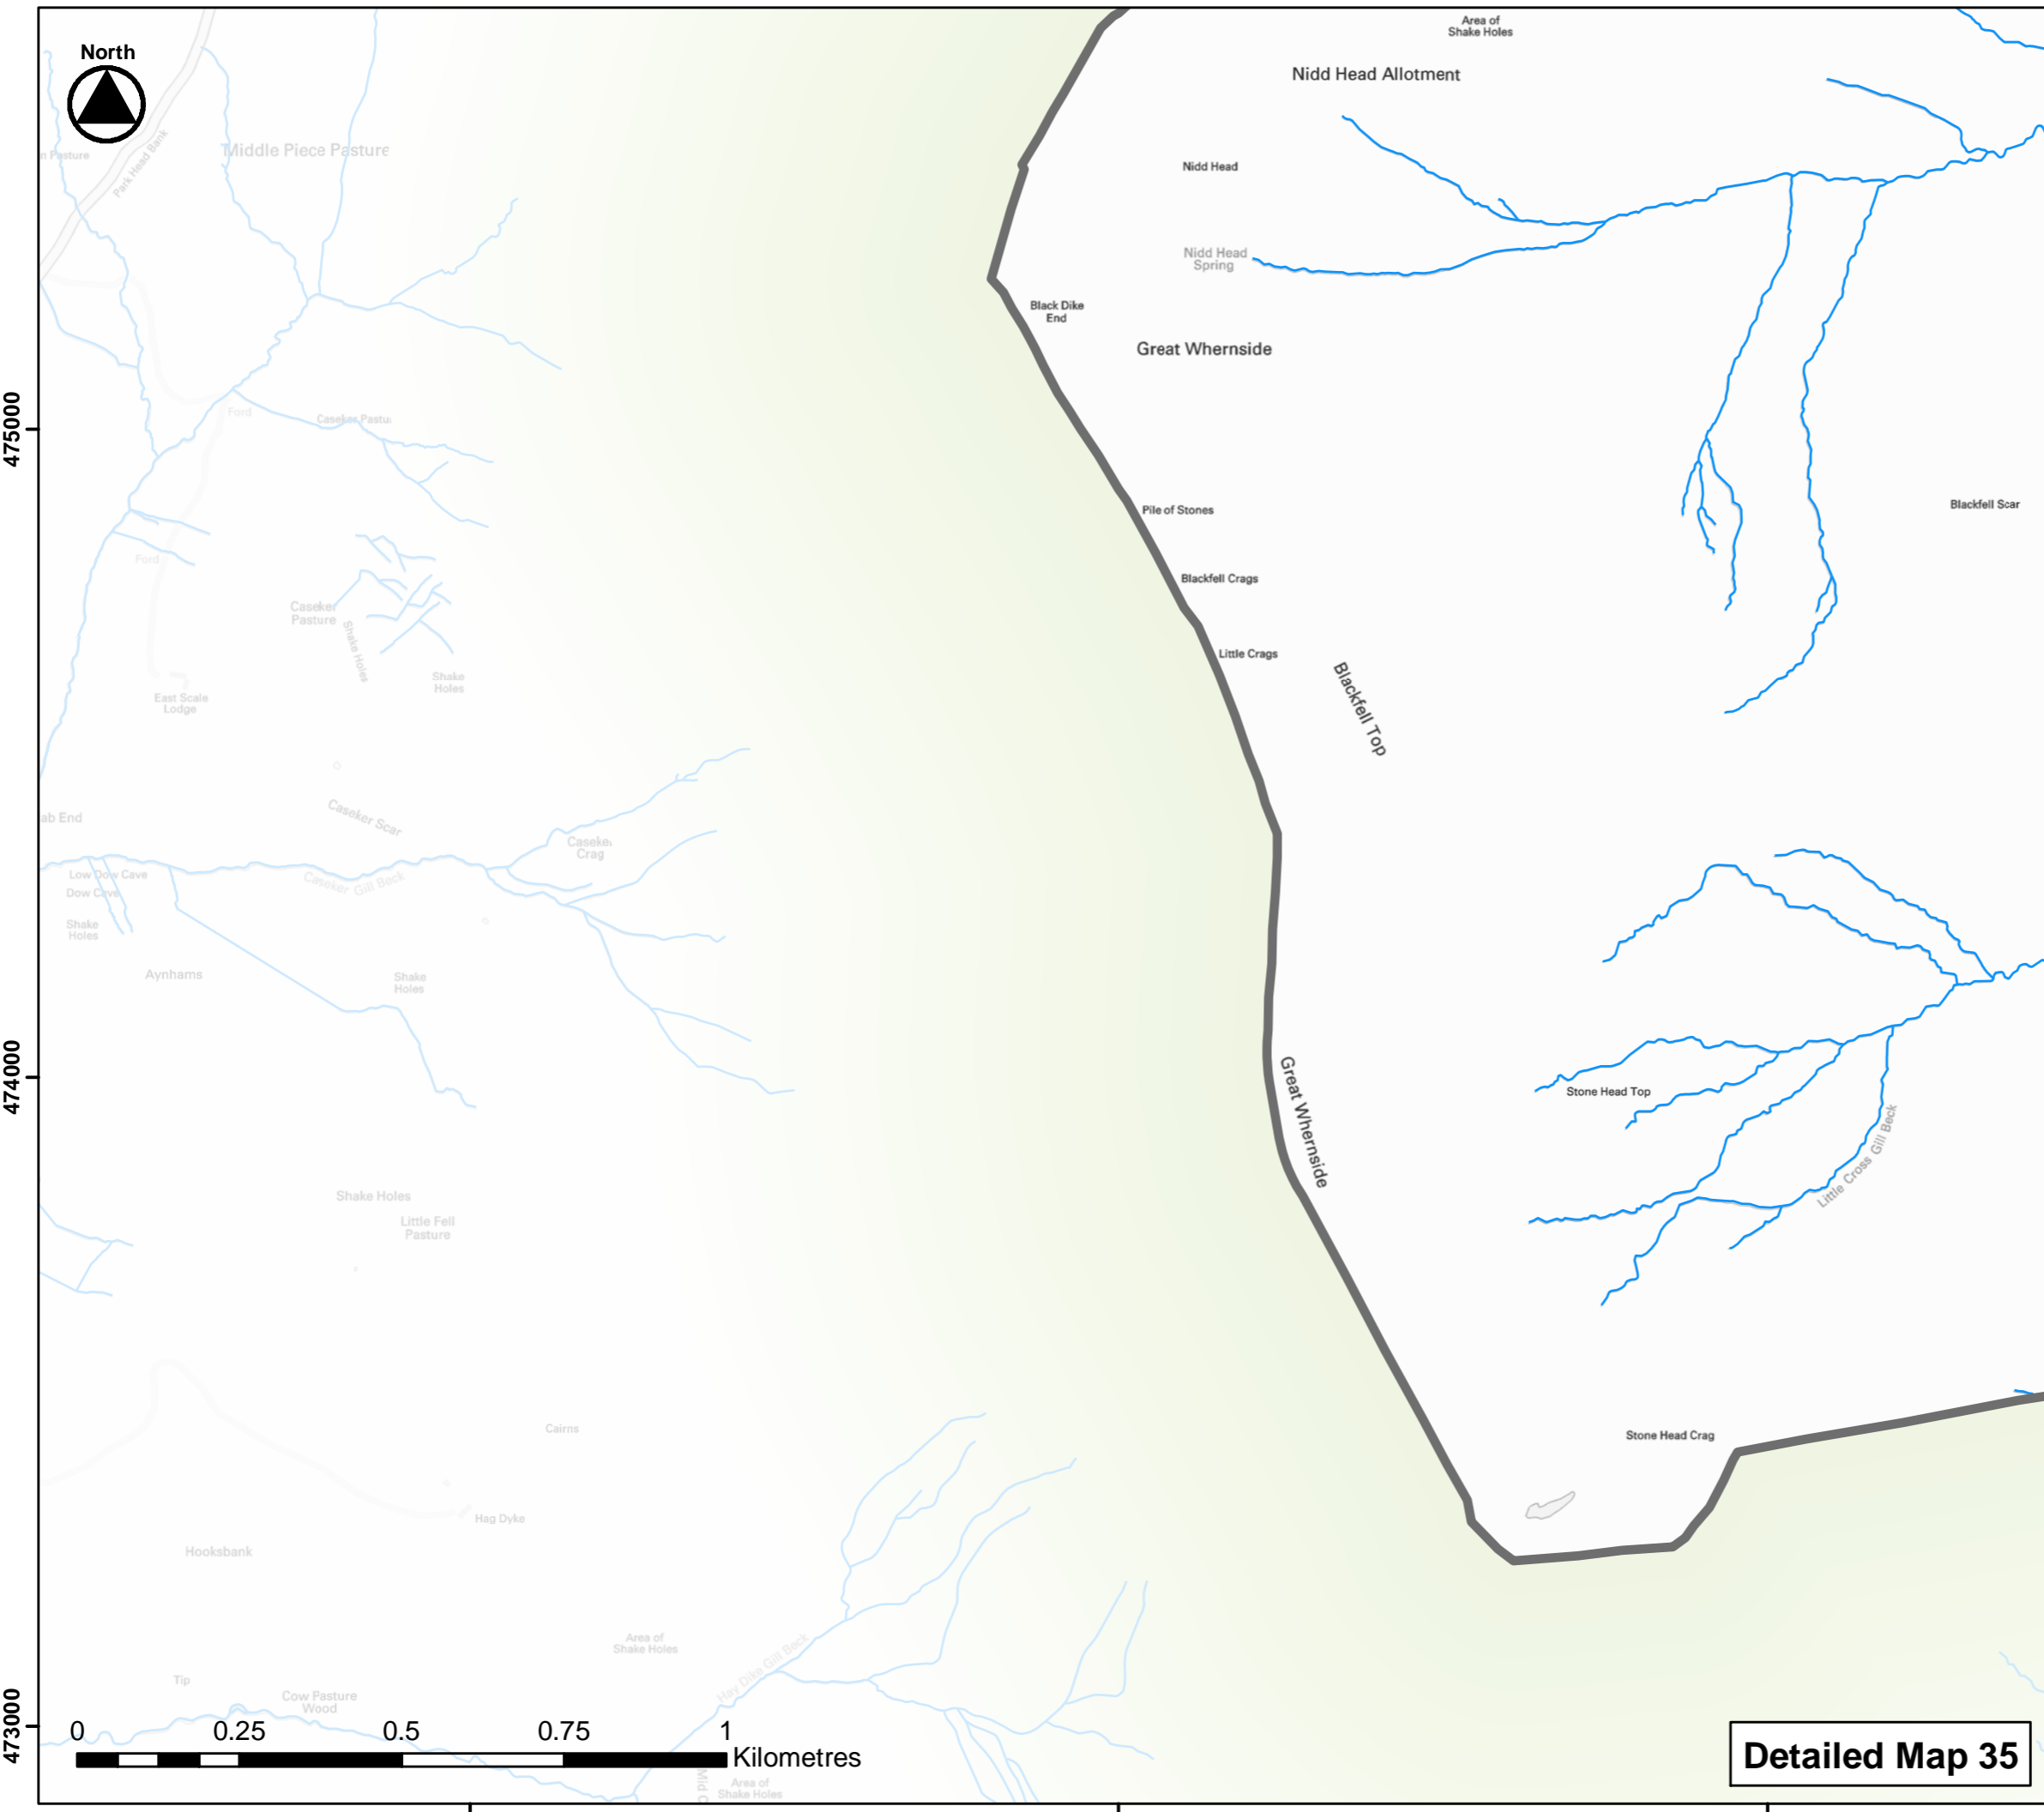 North
Area of
Shake Holes
Nidd Head Allotment
Park Head Bank
Middle Piece Pasture
Pasture
Nidd Head
Nidd Head
Spring
Black Dike
End
Great Whernside
475000
Ford
Caseker Pastu
Pile of Stones
Blackfell Scar
Ford
Blackfell Crags
Caseker
Pasture
Shake Holes
Little Crags
Shake
Holes
East Scale
Lodge
Blackfell Top
ab End
Caseker Scar
Caseker
Crag
Low Dow Cave
Dow Cave
Caseker Gill Beck
Shake
Holes
Aynhams
Shake
Holes
474000
Stone Head Top
Great Whernside
Little Cross Gill Beck
Shake Holes
Little Fell
Pasture
Cairns
Stone Head Crag
Hag Dyke
Hooksbank
Area of
Shake Holes
Hay Dike Gill Beck
Tip
Cow Pasture
Wood
473000
0 0.25 0.5 0.75 1
Kilometres
Mid
Area of
Shake Holes
Detailed Map 35